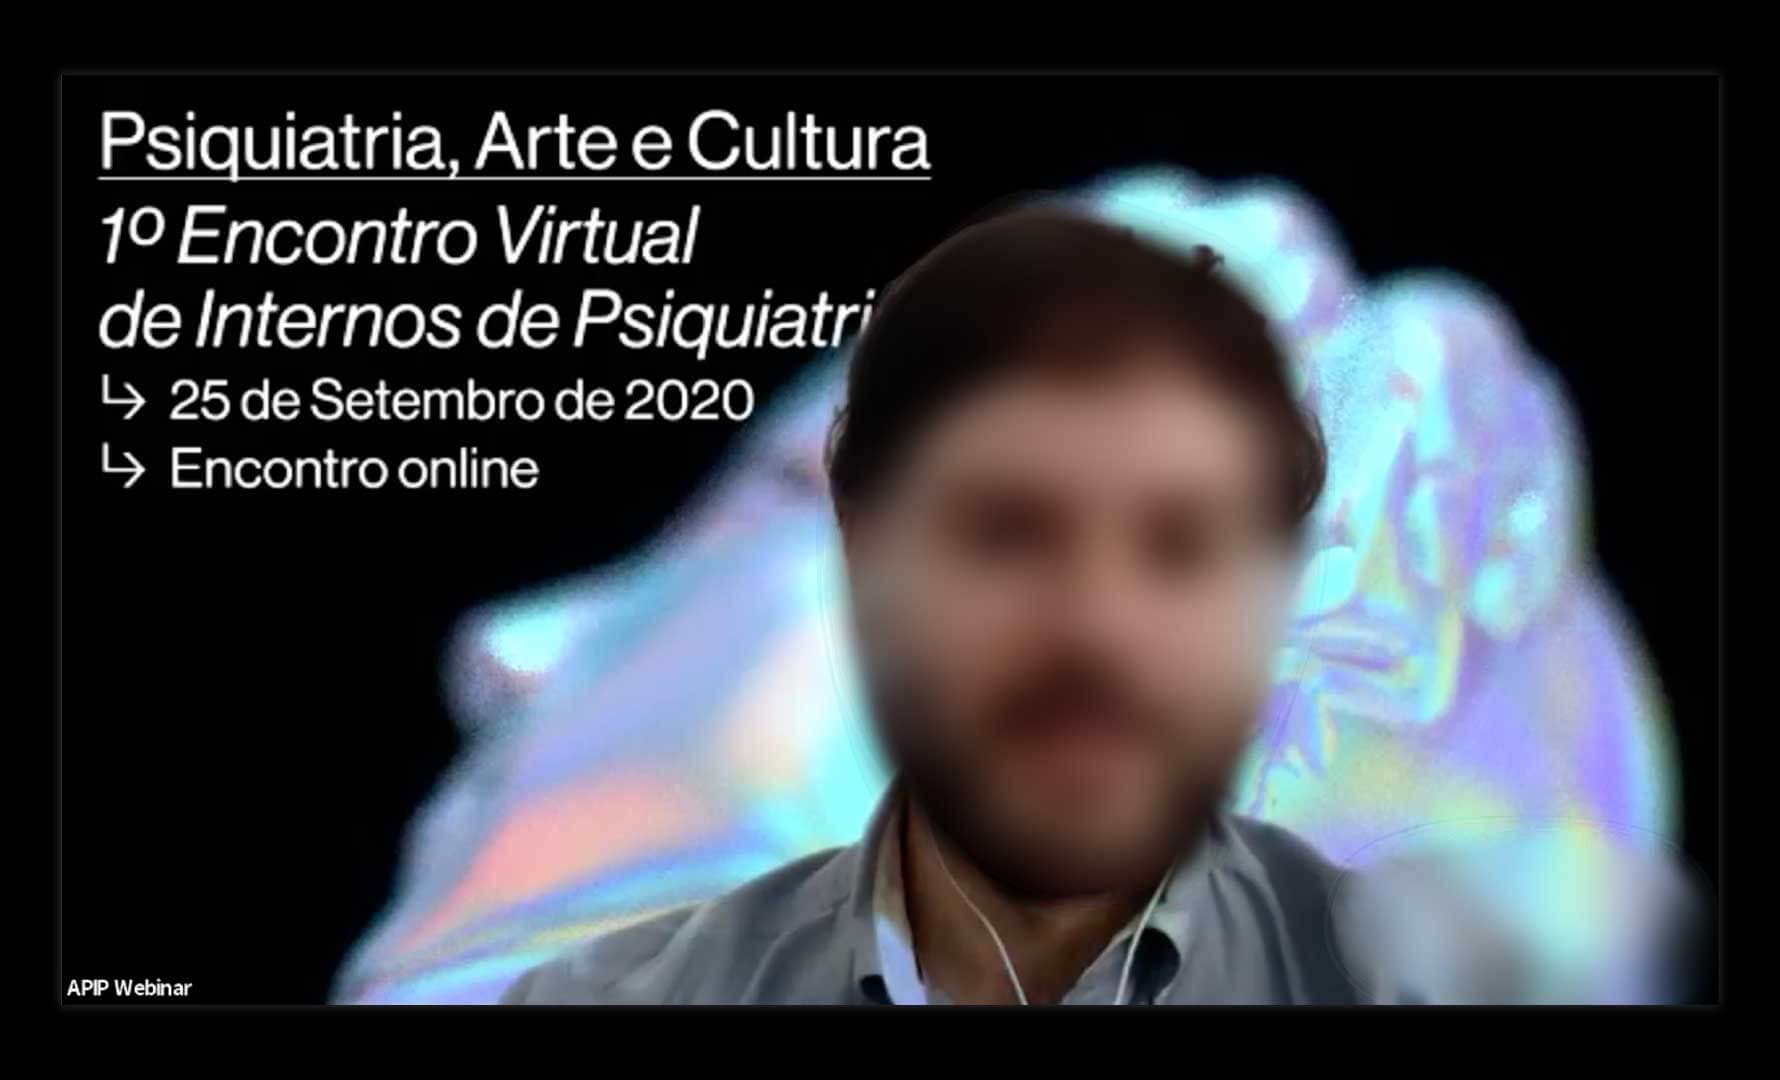 Psiquiatria, Arte e Cultura
1º Encontro Virtual
de Internos de Psiquiatri
↳ 25 de Setembro de 2020
↳ Encontro online
APIP Webinar